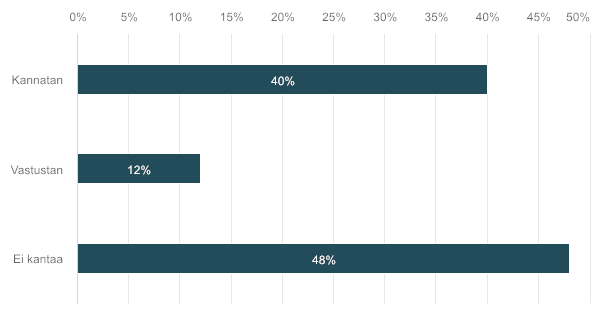 0% 5% 10% 15% 20% 25% 30% 35% 40% 45% 50%
Kannatan 40%
Vastustan 12%
Ei kantaa 48%